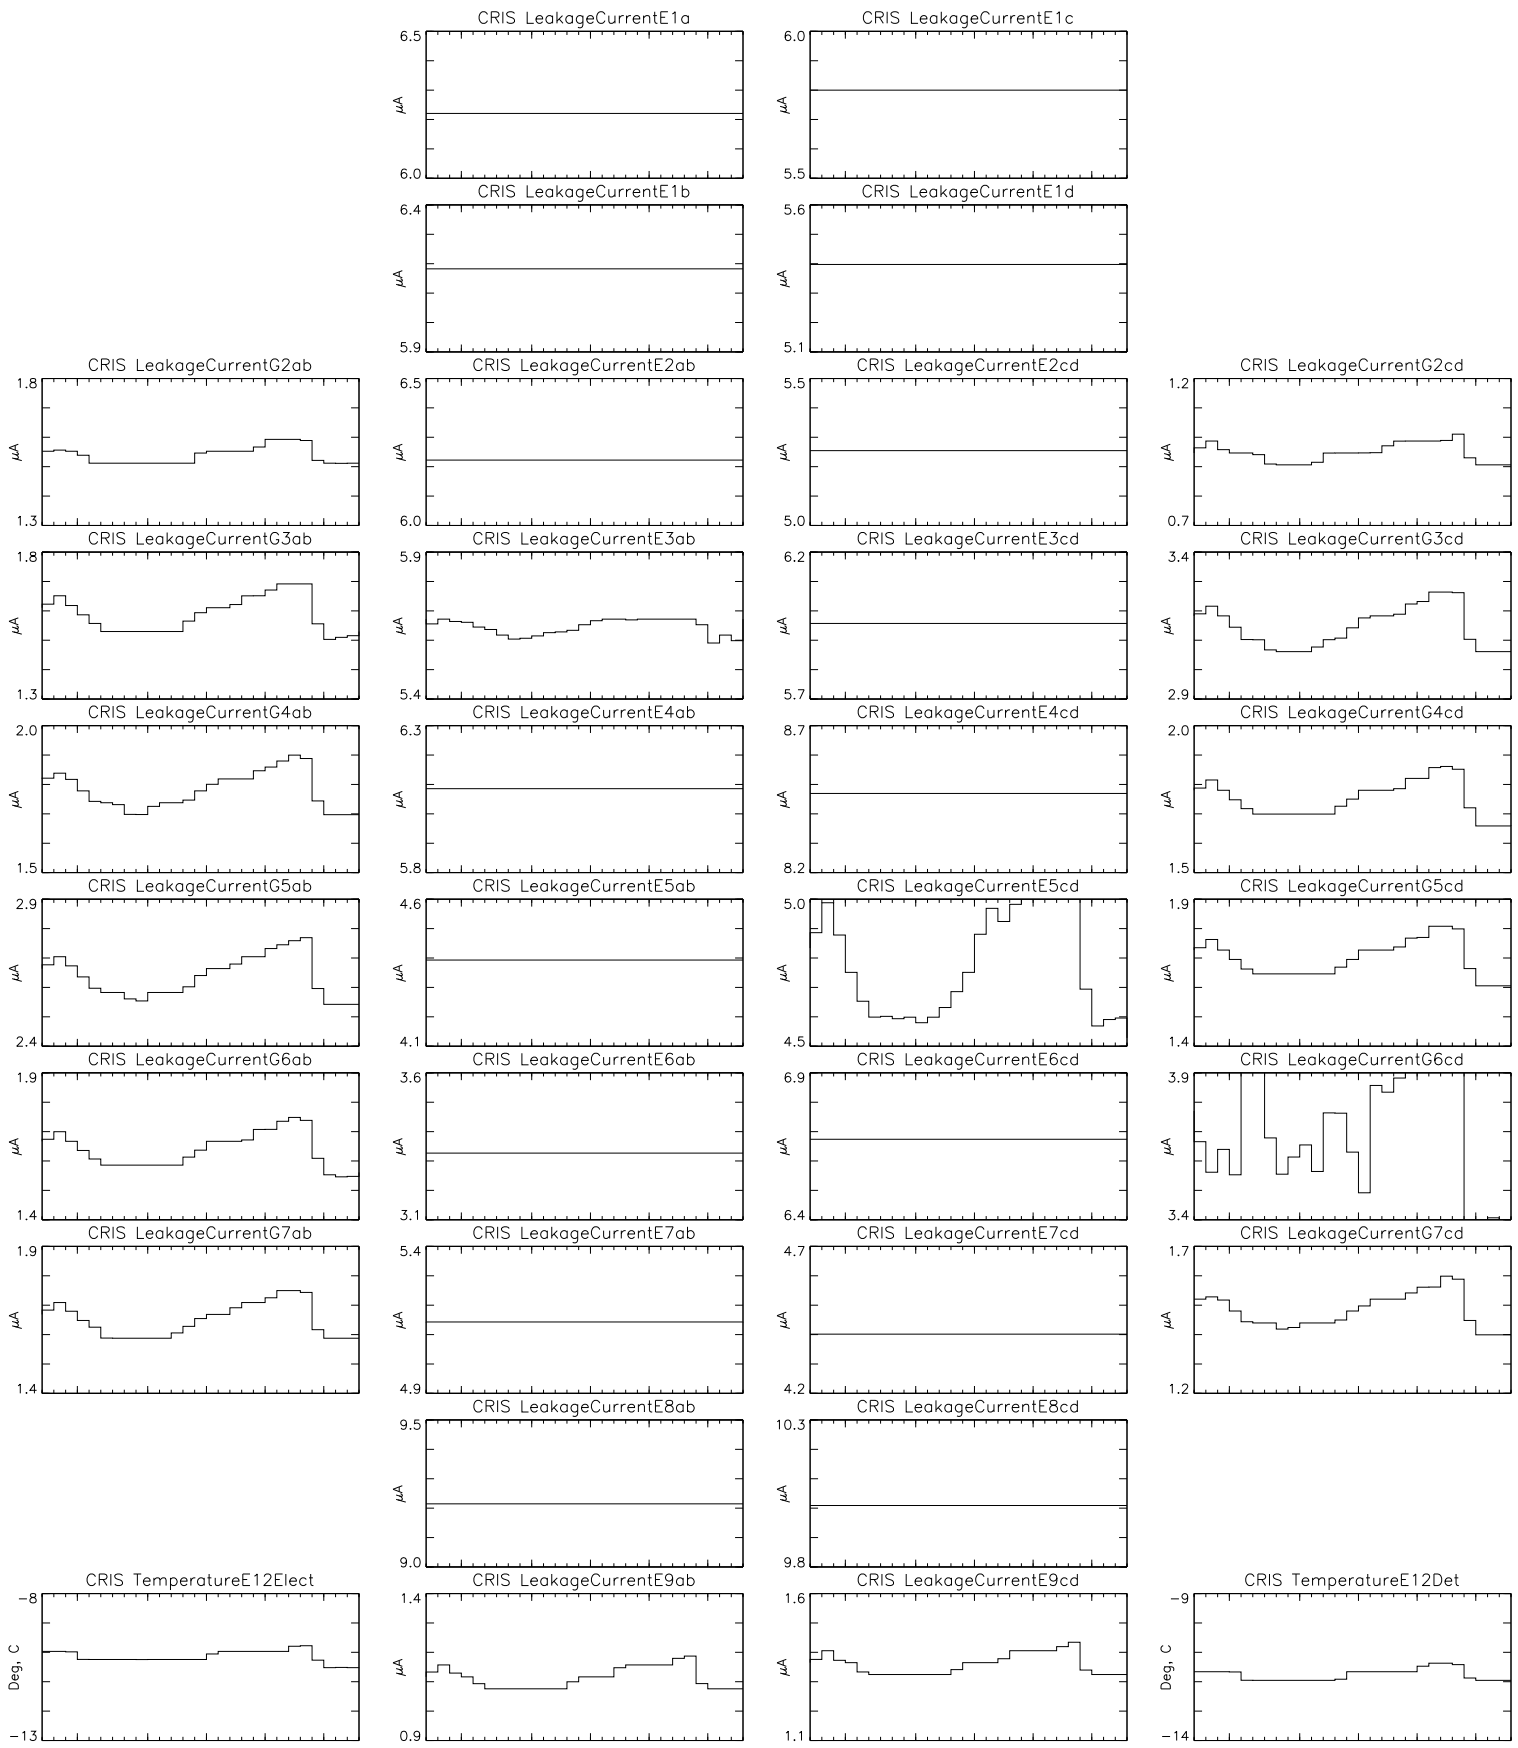 CRIS LeakageCurrentE1a
6.5
μA
6.0
CRIS LeakageCurrentE1c
6.0
μA
5.5
CRIS LeakageCurrentE1b
6.4
μA
5.9
CRIS LeakageCurrentE1d
5.6
μA
5.1
CRIS LeakageCurrentG2ab
1.8
μA
1.3
CRIS LeakageCurrentE2ab
6.5
μA
6.0
CRIS LeakageCurrentE2cd
5.5
μA
5.0
CRIS LeakageCurrentG2cd
1.2
μA
0.7
CRIS LeakageCurrentG3ab
1.8
μA
1.3
CRIS LeakageCurrentE3ab
5.9
μA
5.4
CRIS LeakageCurrentE3cd
6.2
μA
5.7
CRIS LeakageCurrentG3cd
3.4
μA
2.9
CRIS LeakageCurrentG4ab
2.0
μA
1.5
CRIS LeakageCurrentE4ab
6.3
μA
5.8
CRIS LeakageCurrentE4cd
8.7
μA
8.2
CRIS LeakageCurrentG4cd
2.0
μA
1.5
CRIS LeakageCurrentG5ab
2.9
μA
2.4
CRIS LeakageCurrentE5ab
4.6
μA
4.1
CRIS LeakageCurrentE5cd
5.0
μA
4.5
CRIS LeakageCurrentG5cd
1.9
μA
1.4
CRIS LeakageCurrentG6ab
1.9
μA
1.4
CRIS LeakageCurrentE6ab
3.6
μA
3.1
CRIS LeakageCurrentE6cd
6.9
μA
6.4
CRIS LeakageCurrentG6cd
3.9
μA
3.4
CRIS LeakageCurrentG7ab
1.9
μA
1.4
CRIS LeakageCurrentE7ab
5.4
μA
4.9
CRIS LeakageCurrentE7cd
4.7
μA
4.2
CRIS LeakageCurrentG7cd
1.7
μA
1.2
CRIS LeakageCurrentE8ab
9.5
μA
9.0
CRIS LeakageCurrentE8cd
10.3
μA
9.8
CRIS TemperatureE12Elect
-8
Deg, C
-13
CRIS LeakageCurrentE9ab
1.4
μA
0.9
CRIS LeakageCurrentE9cd
1.6
μA
1.1
CRIS TemperatureE12Det
-9
Deg, C
-14